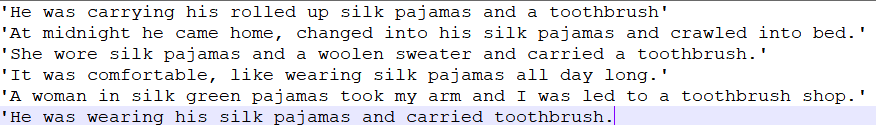 'He was carrying his rolled up silk pajamas and a toothbrush'
'At midnight he came home, changed into his silk pajamas and crawled into bed.'
'She wore silk pajamas and a woolen sweater and carried a toothbrush.'
'It was comfortable, like wearing silk pajamas all day long.'
'A woman in silk green pajamas took my arm and I was led to a toothbrush shop.'
'He was wearing his silk pajamas and carried toothbrush.